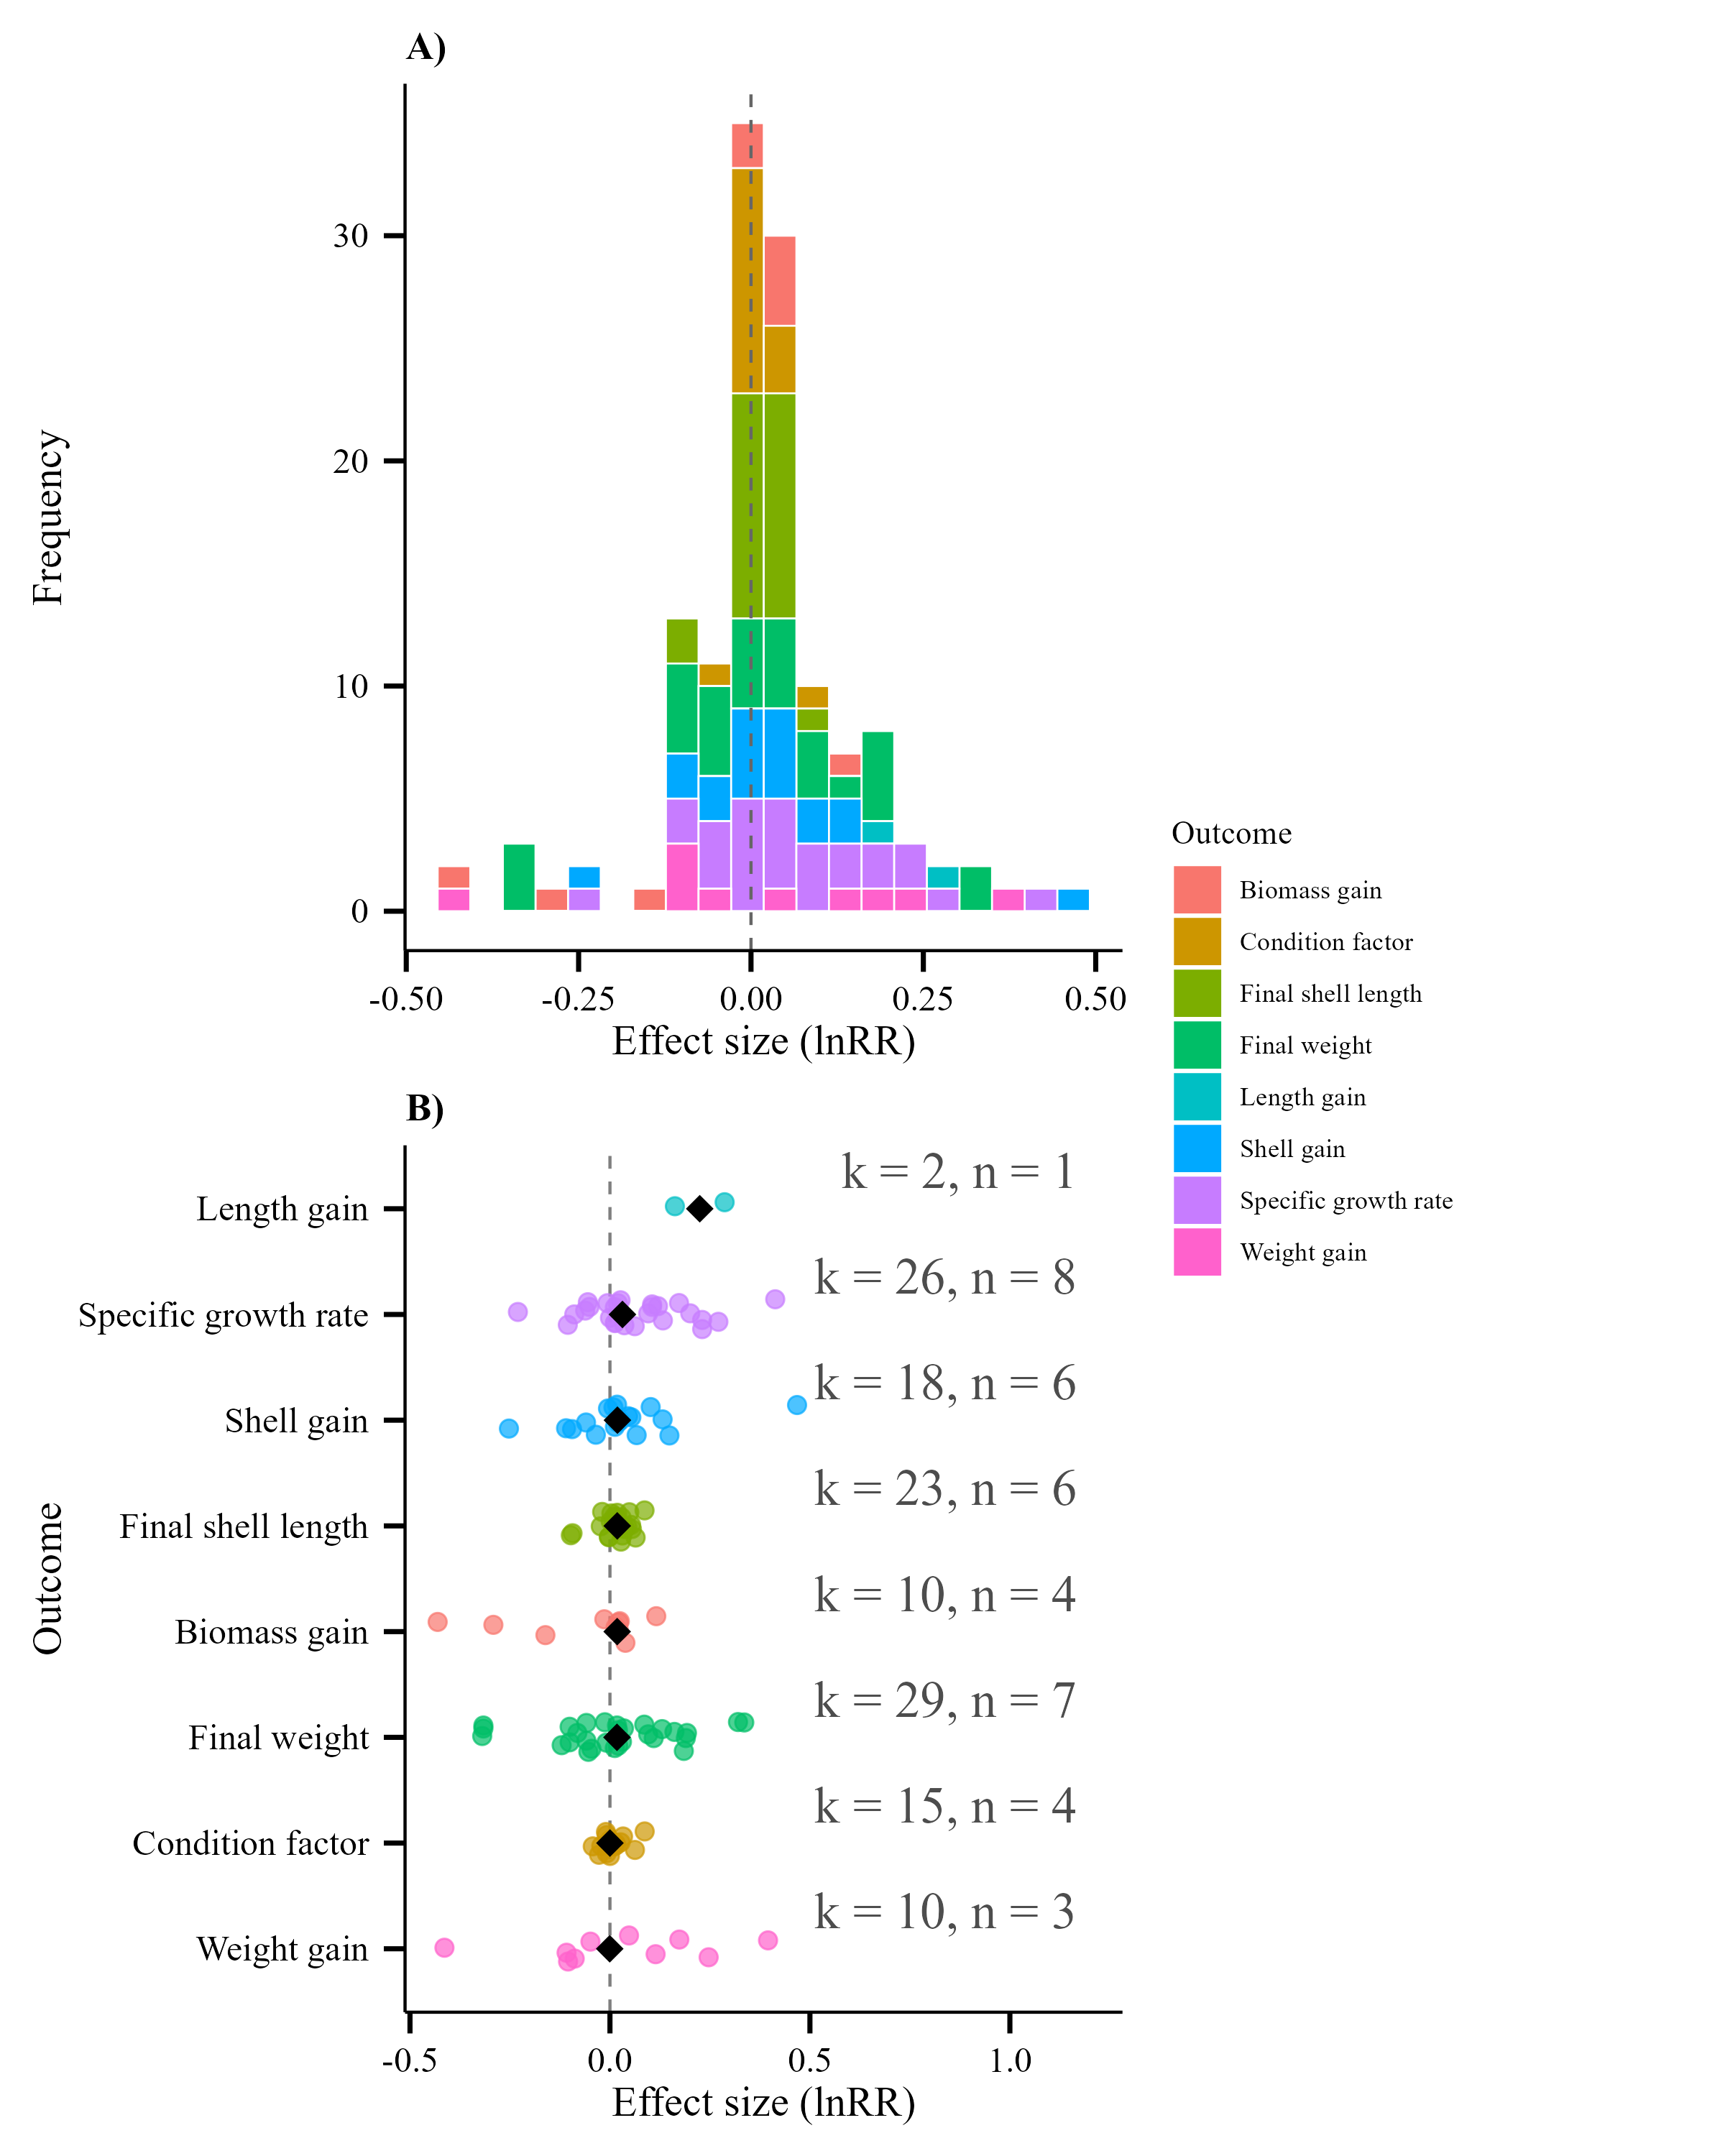 A)
Frequency
30
20
10
0
-0.50 -0.25 0.00 0.25 0.50
Effect size (lnRR)
Outcome
Biomass gain
Condition factor
Final shell length
Final weight
Length gain
Shell gain
Specific growth rate
Weight gain
B)
Outcome
k = 2, n = 1
Length gain
k = 26, n = 8
Specific growth rate
k = 18, n = 6
Shell gain
k = 23, n = 6
Final shell length
k = 10, n = 4
Biomass gain
k = 29, n = 7
Final weight
k = 15, n = 4
Condition factor
k = 10, n = 3
Weight gain
-0.5 0.0 0.5 1.0
Effect size (lnRR)